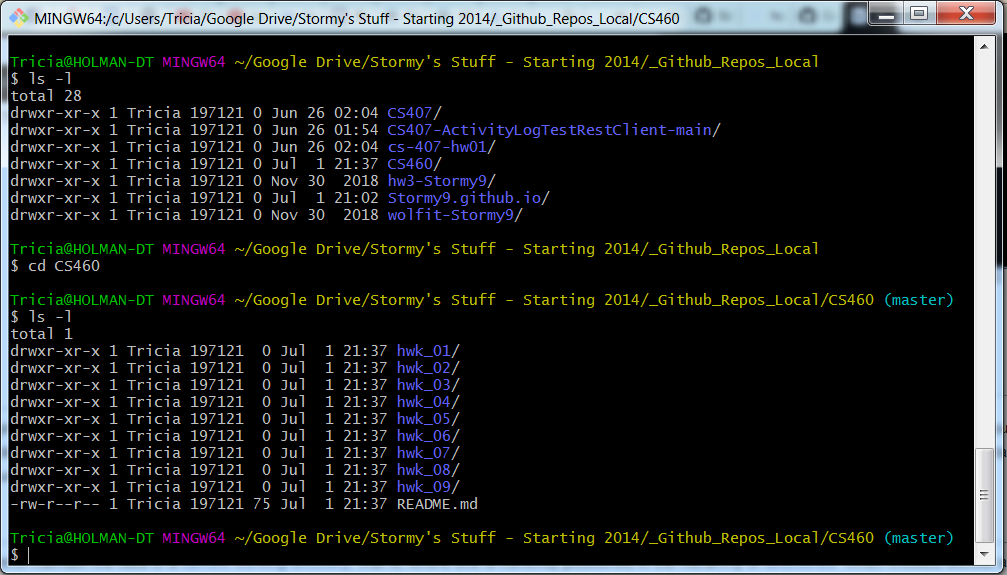 MINGW64:/c/Users/Tricia/Google Drive/Stormy's Stuff - Starting 2014/_Github_Repos_Local/CS460
Tricia@HOLMAN-DT MINGW64 ~/Google Drive/Stormy's Stuff - Starting 2014/_Github_Repos_Local
$ ls -l
total 28
drwxr-xr-x 1 Tricia 197121 0 Jun 26 02:04 CS407/
drwxr-xr-x 1 Tricia 197121 0 Jun 26 01:54 CS407-ActivityLogTestRestClient-main/
drwxr-xr-x 1 Tricia 197121 0 Jun 26 02:04 cs-407-hw01/
drwxr-xr-x 1 Tricia 197121 0 Jul  1 21:37 CS460/
drwxr-xr-x 1 Tricia 197121 0 Nov 30  2018 hw3-Stormy9/
drwxr-xr-x 1 Tricia 197121 0 Jul  1 21:02 Stormy9.github.io/
drwxr-xr-x 1 Tricia 197121 0 Nov 30  2018 wolfit-Stormy9/
Tricia@HOLMAN-DT MINGW64 ~/Google Drive/Stormy's Stuff - Starting 2014/_Github_Repos_Local
$ cd CS460
Tricia@HOLMAN-DT MINGW64 ~/Google Drive/Stormy's Stuff - Starting 2014/_Github_Repos_Local/CS460 (master)
$ ls -l
total 1
drwxr-xr-x 1 Tricia 197121  0 Jul  1 21:37 hwk_01/
drwxr-xr-x 1 Tricia 197121  0 Jul  1 21:37 hwk_02/
drwxr-xr-x 1 Tricia 197121  0 Jul  1 21:37 hwk_03/
drwxr-xr-x 1 Tricia 197121  0 Jul  1 21:37 hwk_04/
drwxr-xr-x 1 Tricia 197121  0 Jul  1 21:37 hwk_05/
drwxr-xr-x 1 Tricia 197121  0 Jul  1 21:37 hwk_06/
drwxr-xr-x 1 Tricia 197121  0 Jul  1 21:37 hwk_07/
drwxr-xr-x 1 Tricia 197121  0 Jul  1 21:37 hwk_08/
drwxr-xr-x 1 Tricia 197121  0 Jul  1 21:37 hwk_09/
-rw-r--r-- 1 Tricia 197121 75 Jul  1 21:37 README.md
Tricia@HOLMAN-DT MINGW64 ~/Google Drive/Stormy's Stuff - Starting 2014/_Github_Repos_Local/CS460 (master)
$